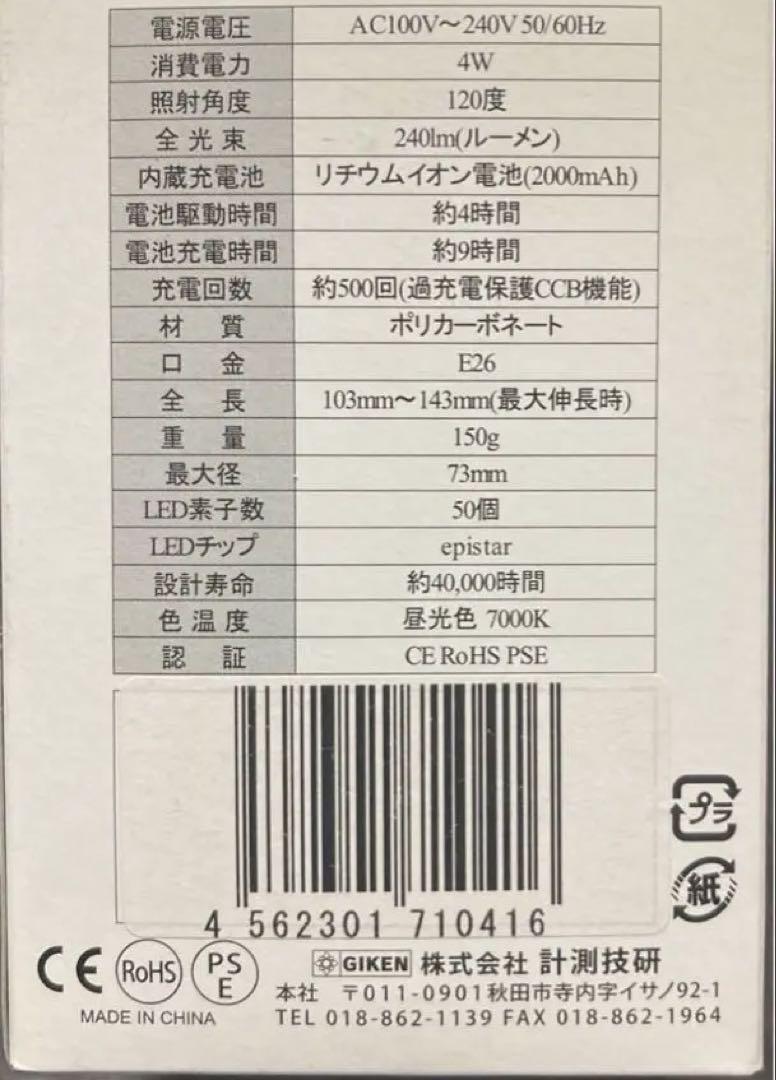 電源電圧 AC100V〜240V 50/60Hz
消費電力 4W
照射角度 120度
全光束 240lm(ルーメン)
内蔵充電池 リチウムイオン電池(2000mAh)
電池駆動時間 約4時間
電池充電時間 約9時間
充電回数 約500回(過充電保護CCB機能)
材質 ポリカーボネート
口金 E26
全長 103mm〜143mm(最大伸長時)
重量 150g
最大径 73mm
LED素子数 50個
LEDチップ epistar
設計寿命 約40,000時間
色温度 昼光色 7000K
認証 CE RoHS PSE
プラ
紙
4 562301 710416
CE RoHS PSE
GIKEN 株式会社 計測技研
本社 〒011-0901秋田市寺内字イサノ92-1
MADE IN CHINA
TEL 018-862-1139 FAX 018-862-1964